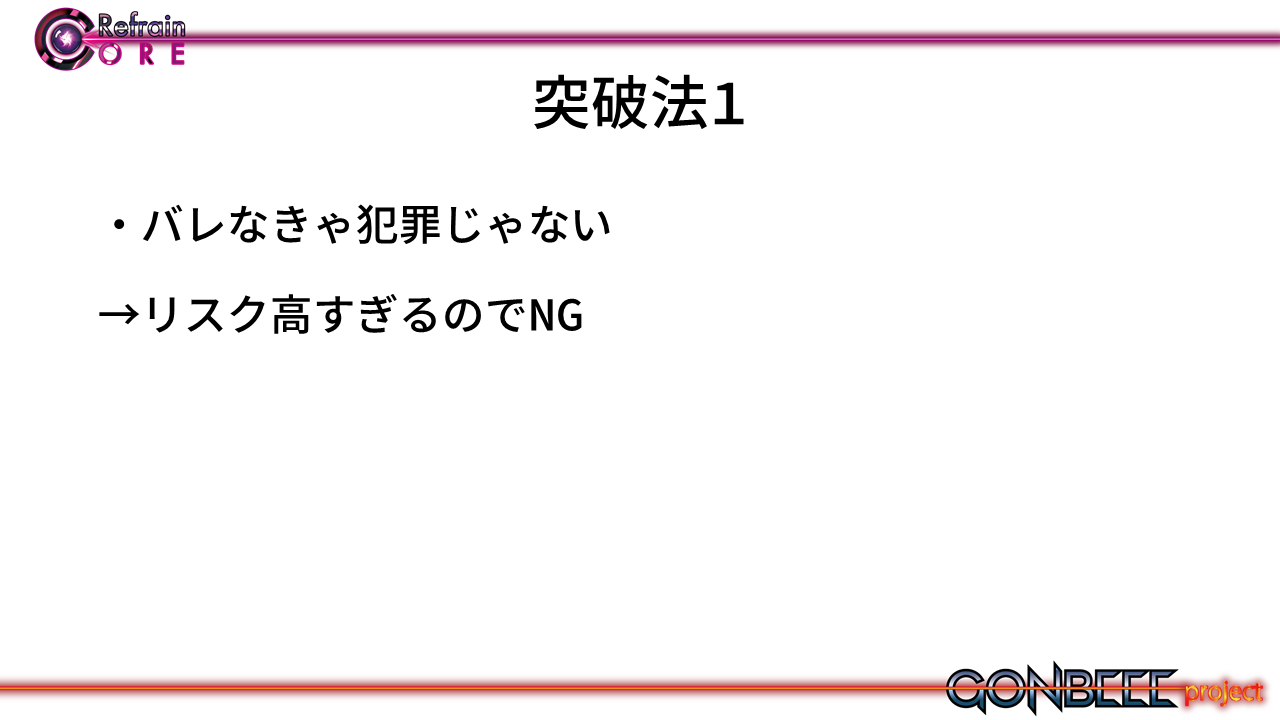 Refrain
CORE
突破法1
・バレなきゃ犯罪じゃない
→リスク高すぎるのでNG
GONBEEE project